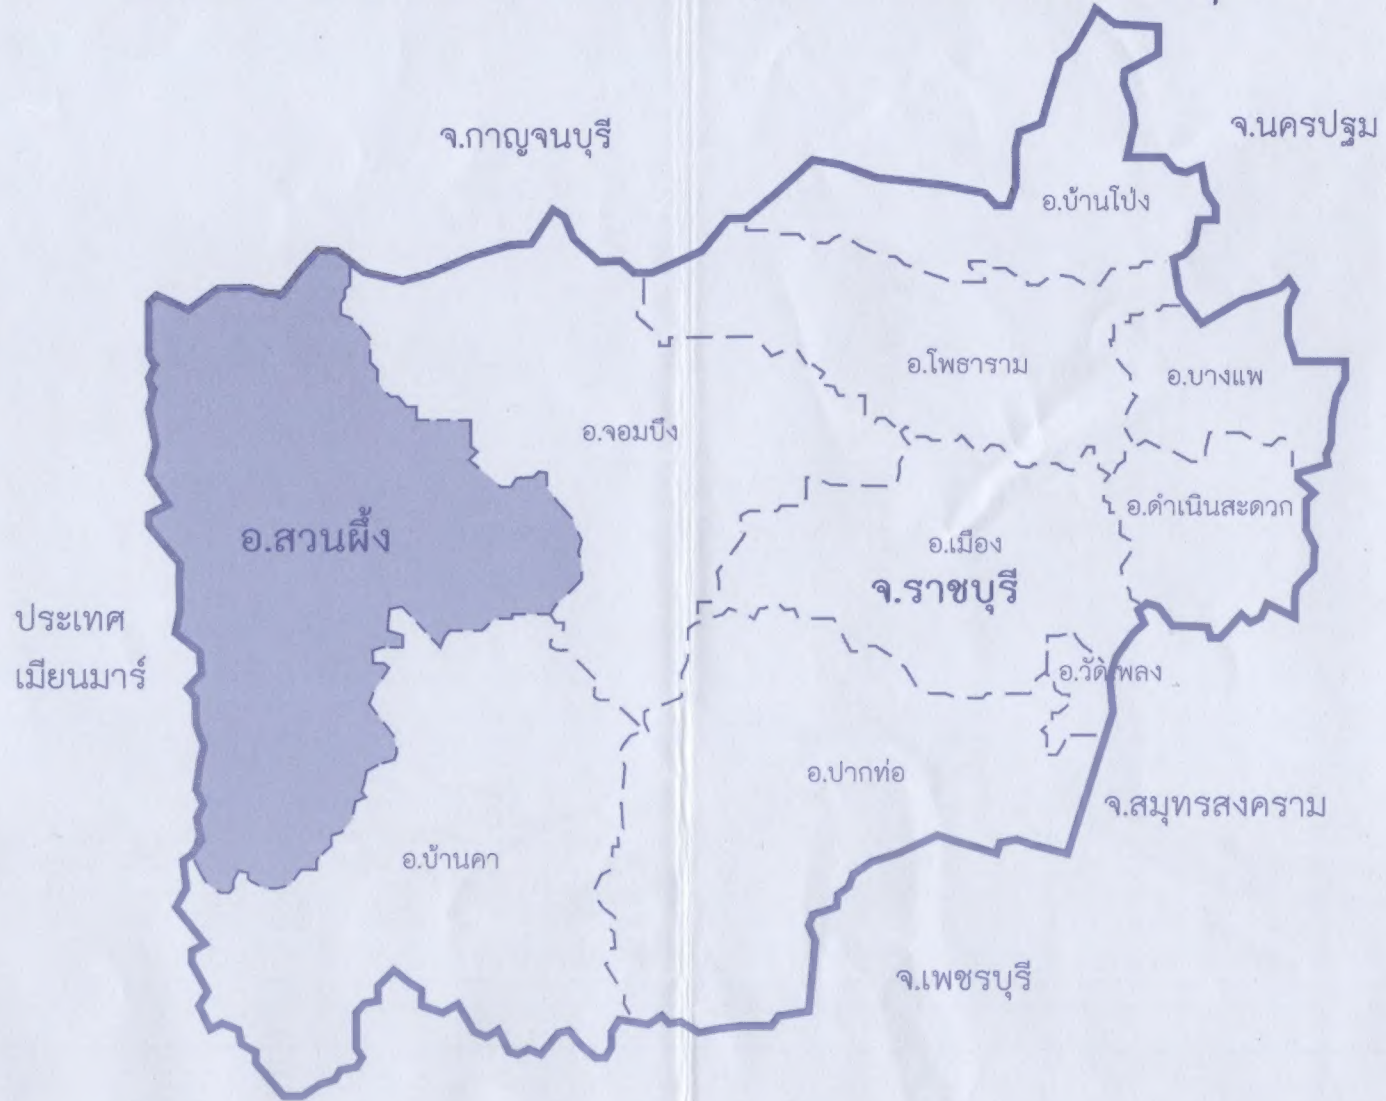 จ.กาญจนบุรี
จ.นครปฐม
อ.บ้านโป่ง
อ.โพธาราม
อ.บางแพ
อ.จอมบึง
อ.ดำเนินสะดวก
อ.สวนผึ้ง
อ.เมือง
จ.ราชบุรี
ประเทศ
เมียนมาร์
อ.วัดเพลง
อ.ปากท่อ
จ.สมุทรสงคราม
อ.บ้านคา
จ.เพชรบุรี